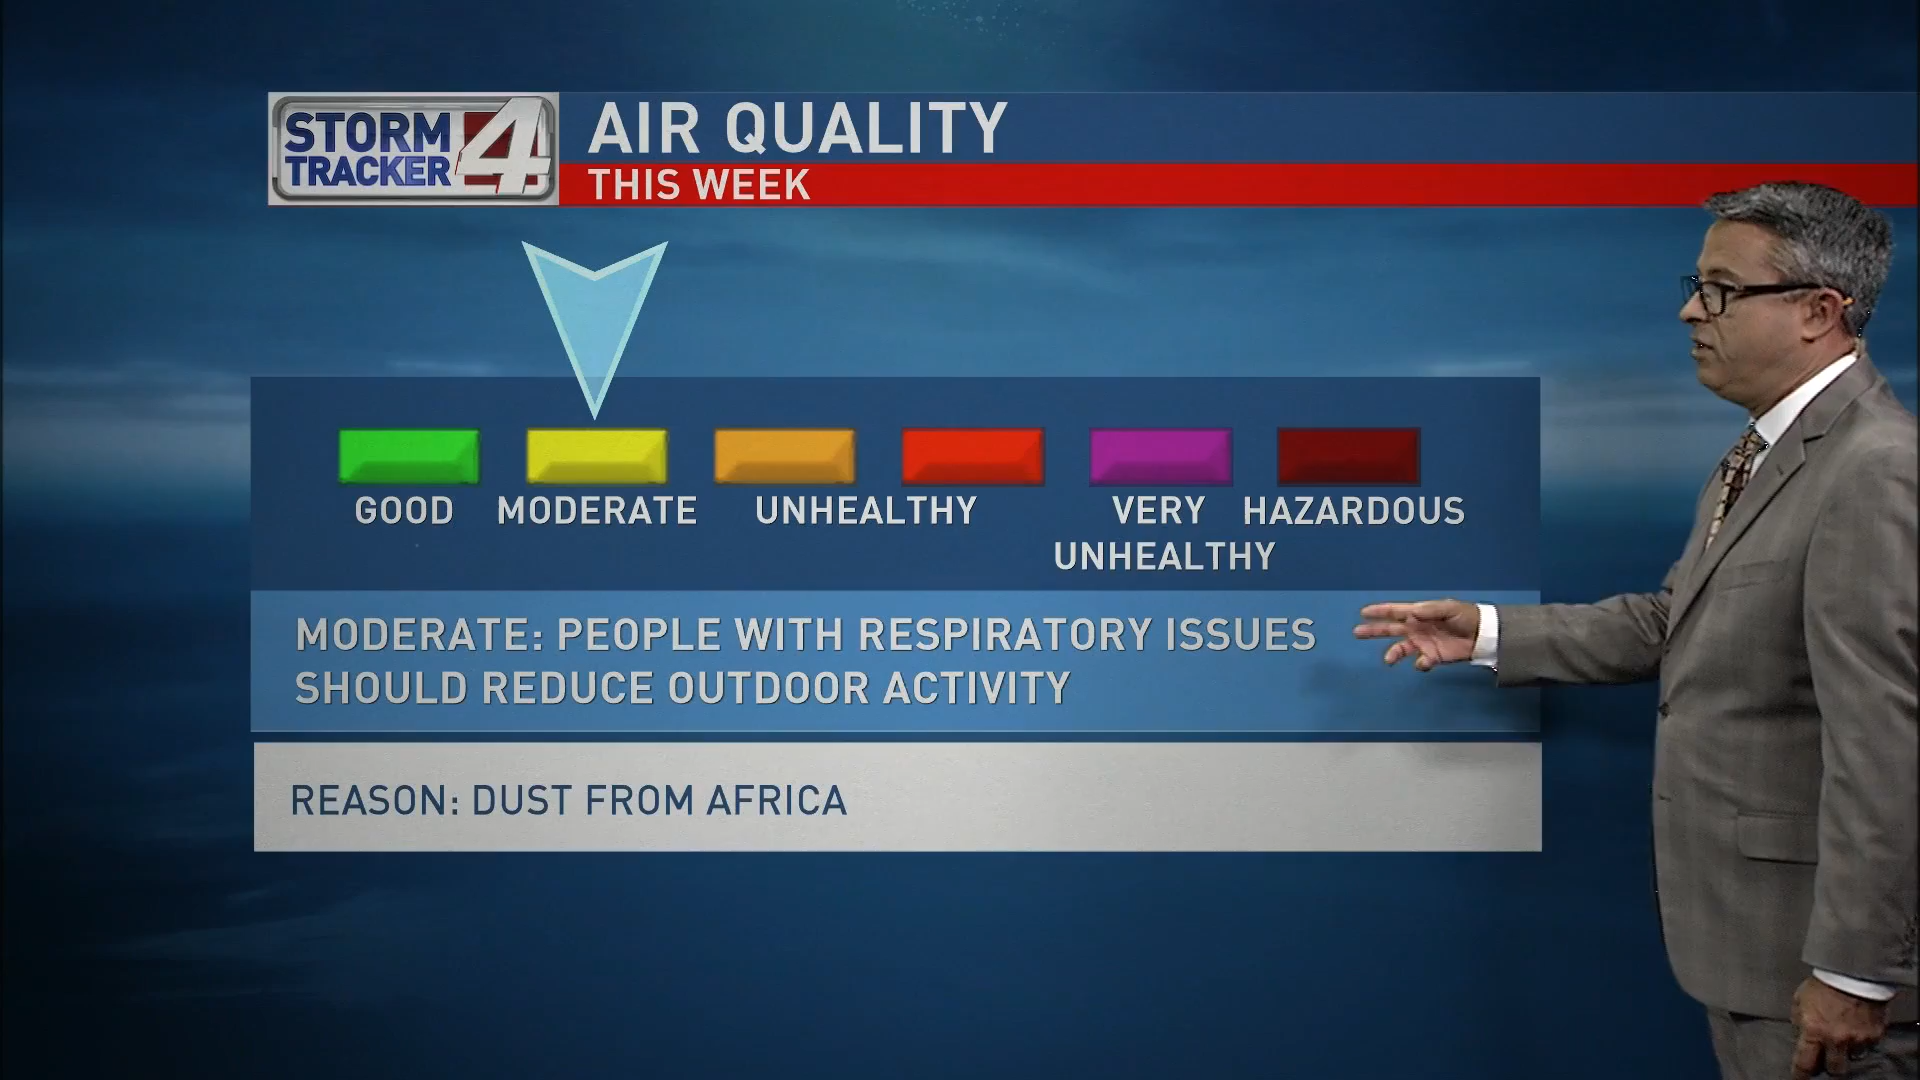 STORM
TRACKER 4
AIR QUALITY
THIS WEEK
GOOD
MODERATE
UNHEALTHY
VERY
UNHEALTHY
HAZARDOUS
MODERATE: PEOPLE WITH RESPIRATORY ISSUES
SHOULD REDUCE OUTDOOR ACTIVITY
REASON: DUST FROM AFRICA